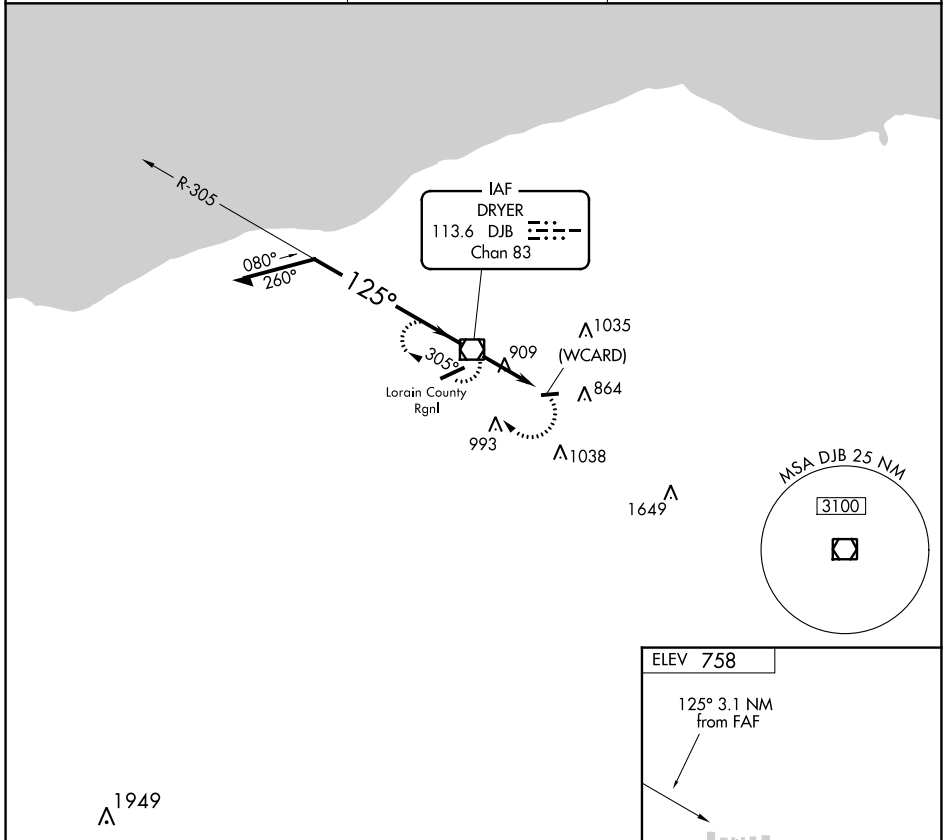 R-305
IAF
DRYER
113.6 DJB
Chan 83
080°
260°
125°
1035
909
(WCARD)
305°
Lorain County
Rgnl
864
993
1038
MSA DJB 25 NM
1649
3100
ELEV 758
125° 3.1 NM
from FAF
1949